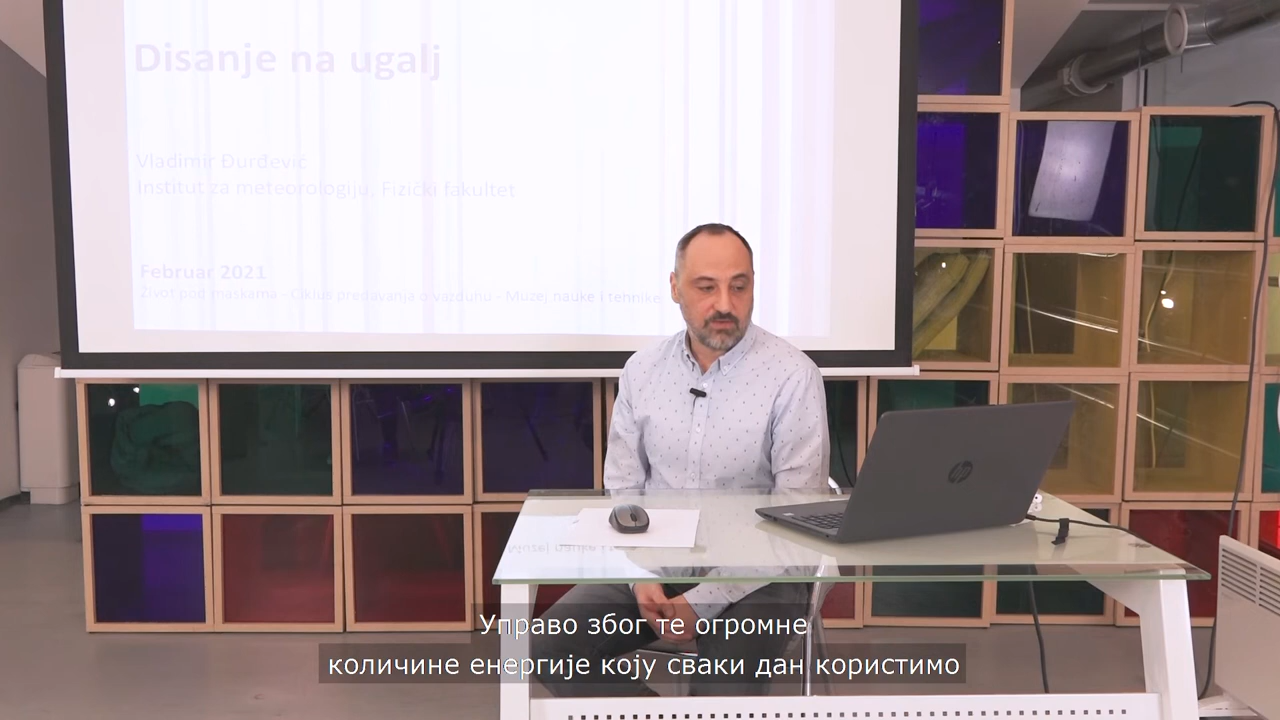 Disanje na ugalj
Vladimir Đurđević
Institut za meteorologiju, Fizički fakultet
Februar 2021
Život pod maskama - Ciklus predavanja o vazduhu - Muzej nauke i tehnike
hp
Управо због те огромне
количине енергије коју сваки дан користимо